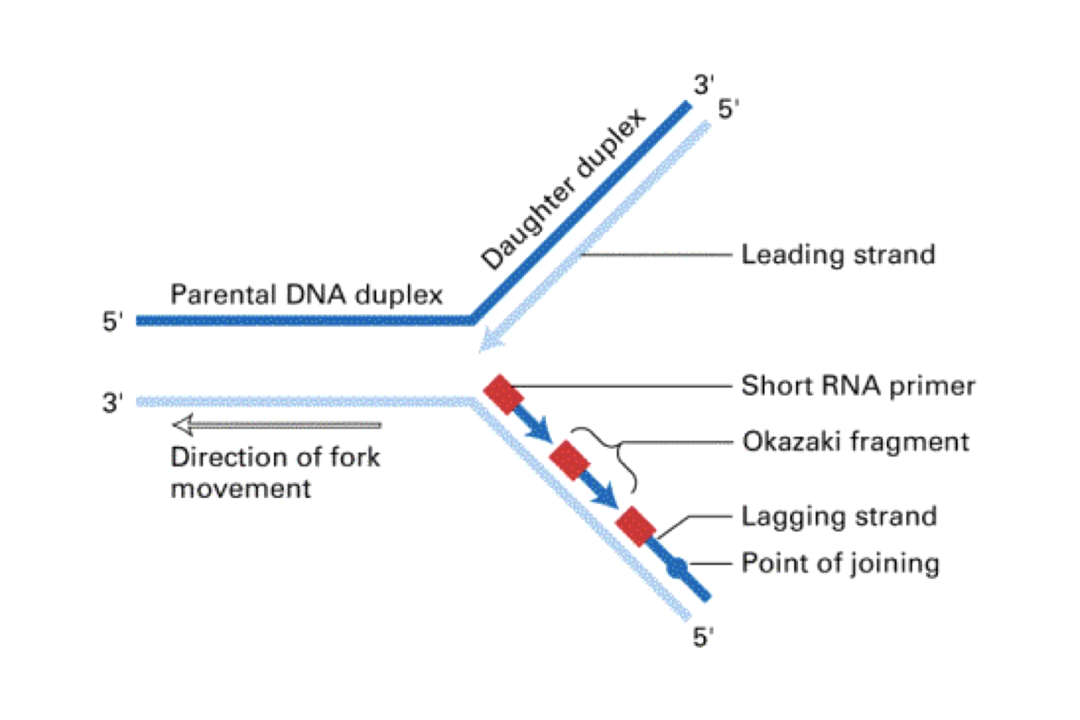 3'
5'
Daughter duplex
Leading strand
Parental DNA duplex
5'
Short RNA primer
3'
Okazaki fragment
Direction of fork
movement
Lagging strand
Point of joining
5'